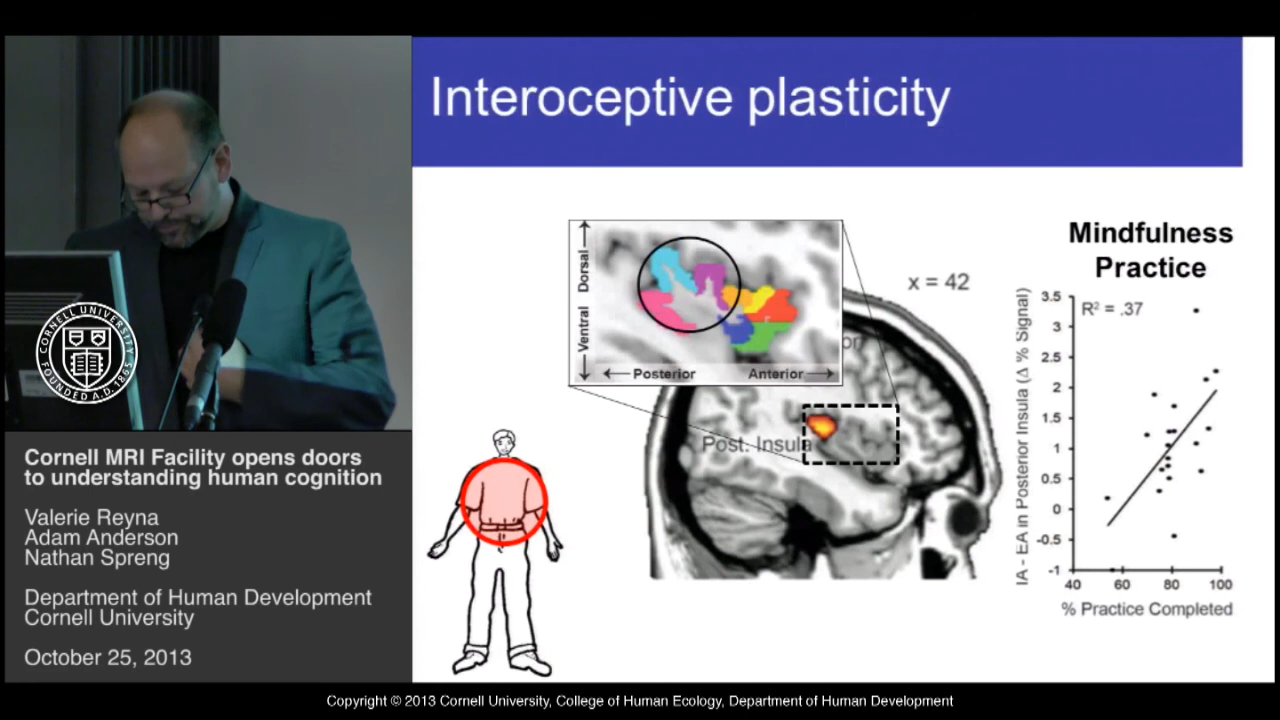 Interoceptive plasticity
Dorsal
Ventral
Posterior
Anterior
x = 42
Post. Insula
Mindfulness
Practice
R² = .37
IA - EA in Posterior Insula (Δ % Signal)
3.5
3
2.5
2
1.5
1
0.5
0
-0.5
-1
40 60 80 100
% Practice Completed
CORNELL UNIVERSITY
FOUNDED A.D. 1865
Cornell MRI Facility opens doors
to understanding human cognition
Valerie Reyna
Adam Anderson
Nathan Spreng
Department of Human Development
Cornell University
October 25, 2013
Copyright © 2013 Cornell University, College of Human Ecology, Department of Human Development